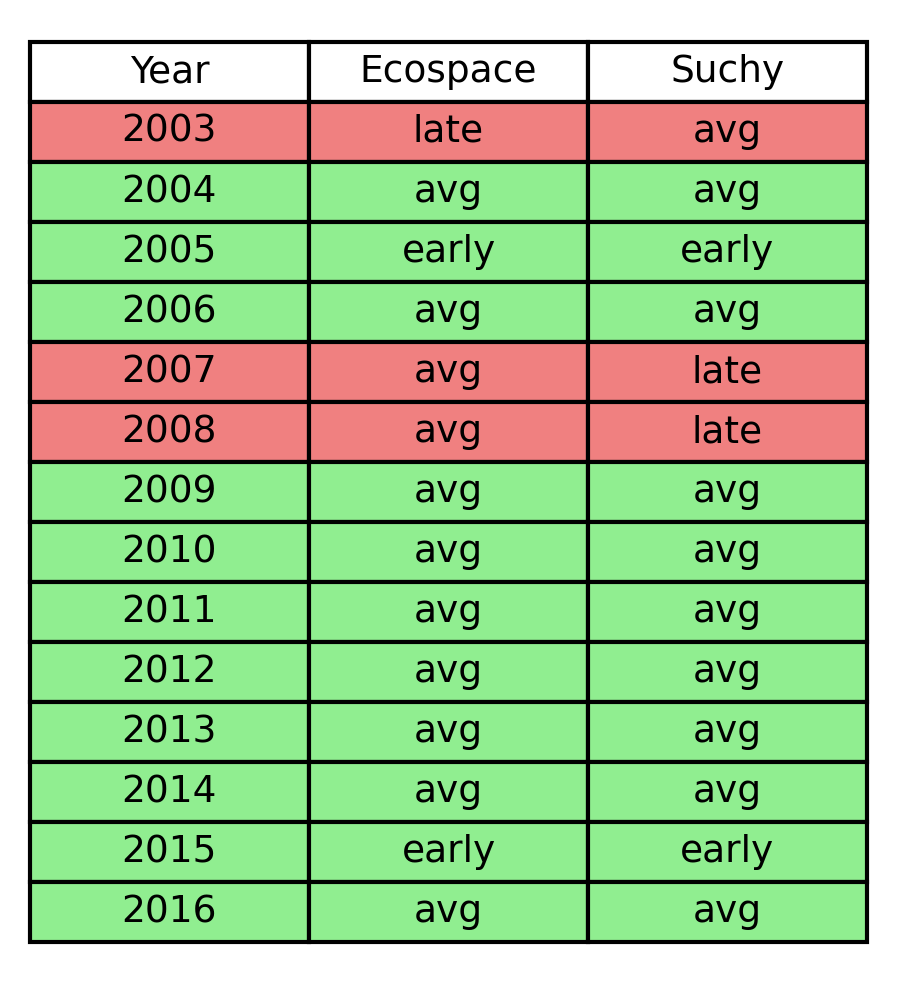 Year Ecospace Suchy
2003 late avg
2004 avg avg
2005 early early
2006 avg avg
2007 avg late
2008 avg late
2009 avg avg
2010 avg avg
2011 avg avg
2012 avg avg
2013 avg avg
2014 avg avg
2015 early early
2016 avg avg